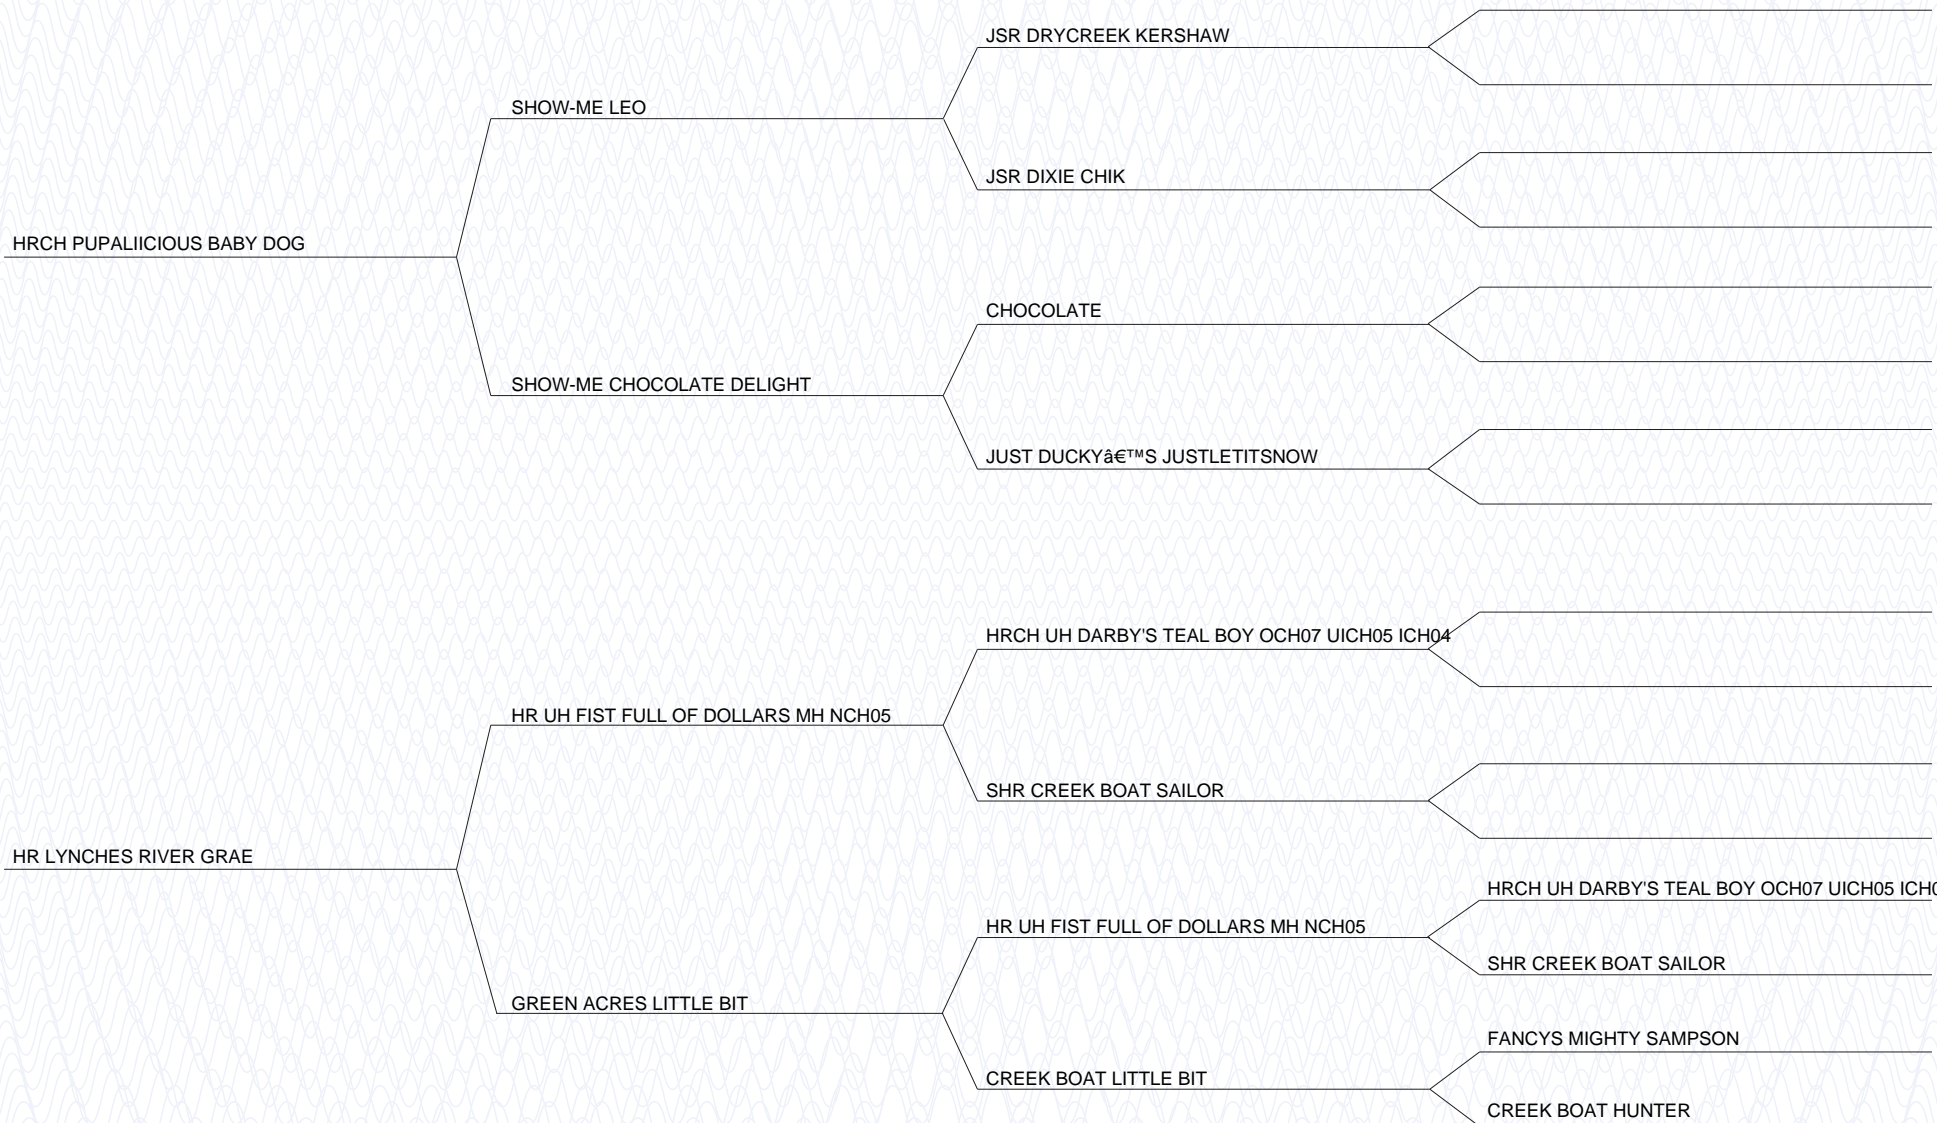 JSR DRYCREEK KERSHAW
SHOW-ME LEO
JSR DIXIE CHIK
HRCH PUPALIICIOUS BABY DOG
CHOCOLATE
SHOW-ME CHOCOLATE DELIGHT
JUST DUCKY’S JUSTLETITSNOW
HRCH UH DARBY'S TEAL BOY OCH07 UICH05 ICH04
HR UH FIST FULL OF DOLLARS MH NCH05
SHR CREEK BOAT SAILOR
HR LYNCHES RIVER GRAE
HRCH UH DARBY'S TEAL BOY OCH07 UICH05 ICH0
HR UH FIST FULL OF DOLLARS MH NCH05
SHR CREEK BOAT SAILOR
GREEN ACRES LITTLE BIT
FANCYS MIGHTY SAMPSON
CREEK BOAT LITTLE BIT
CREEK BOAT HUNTER